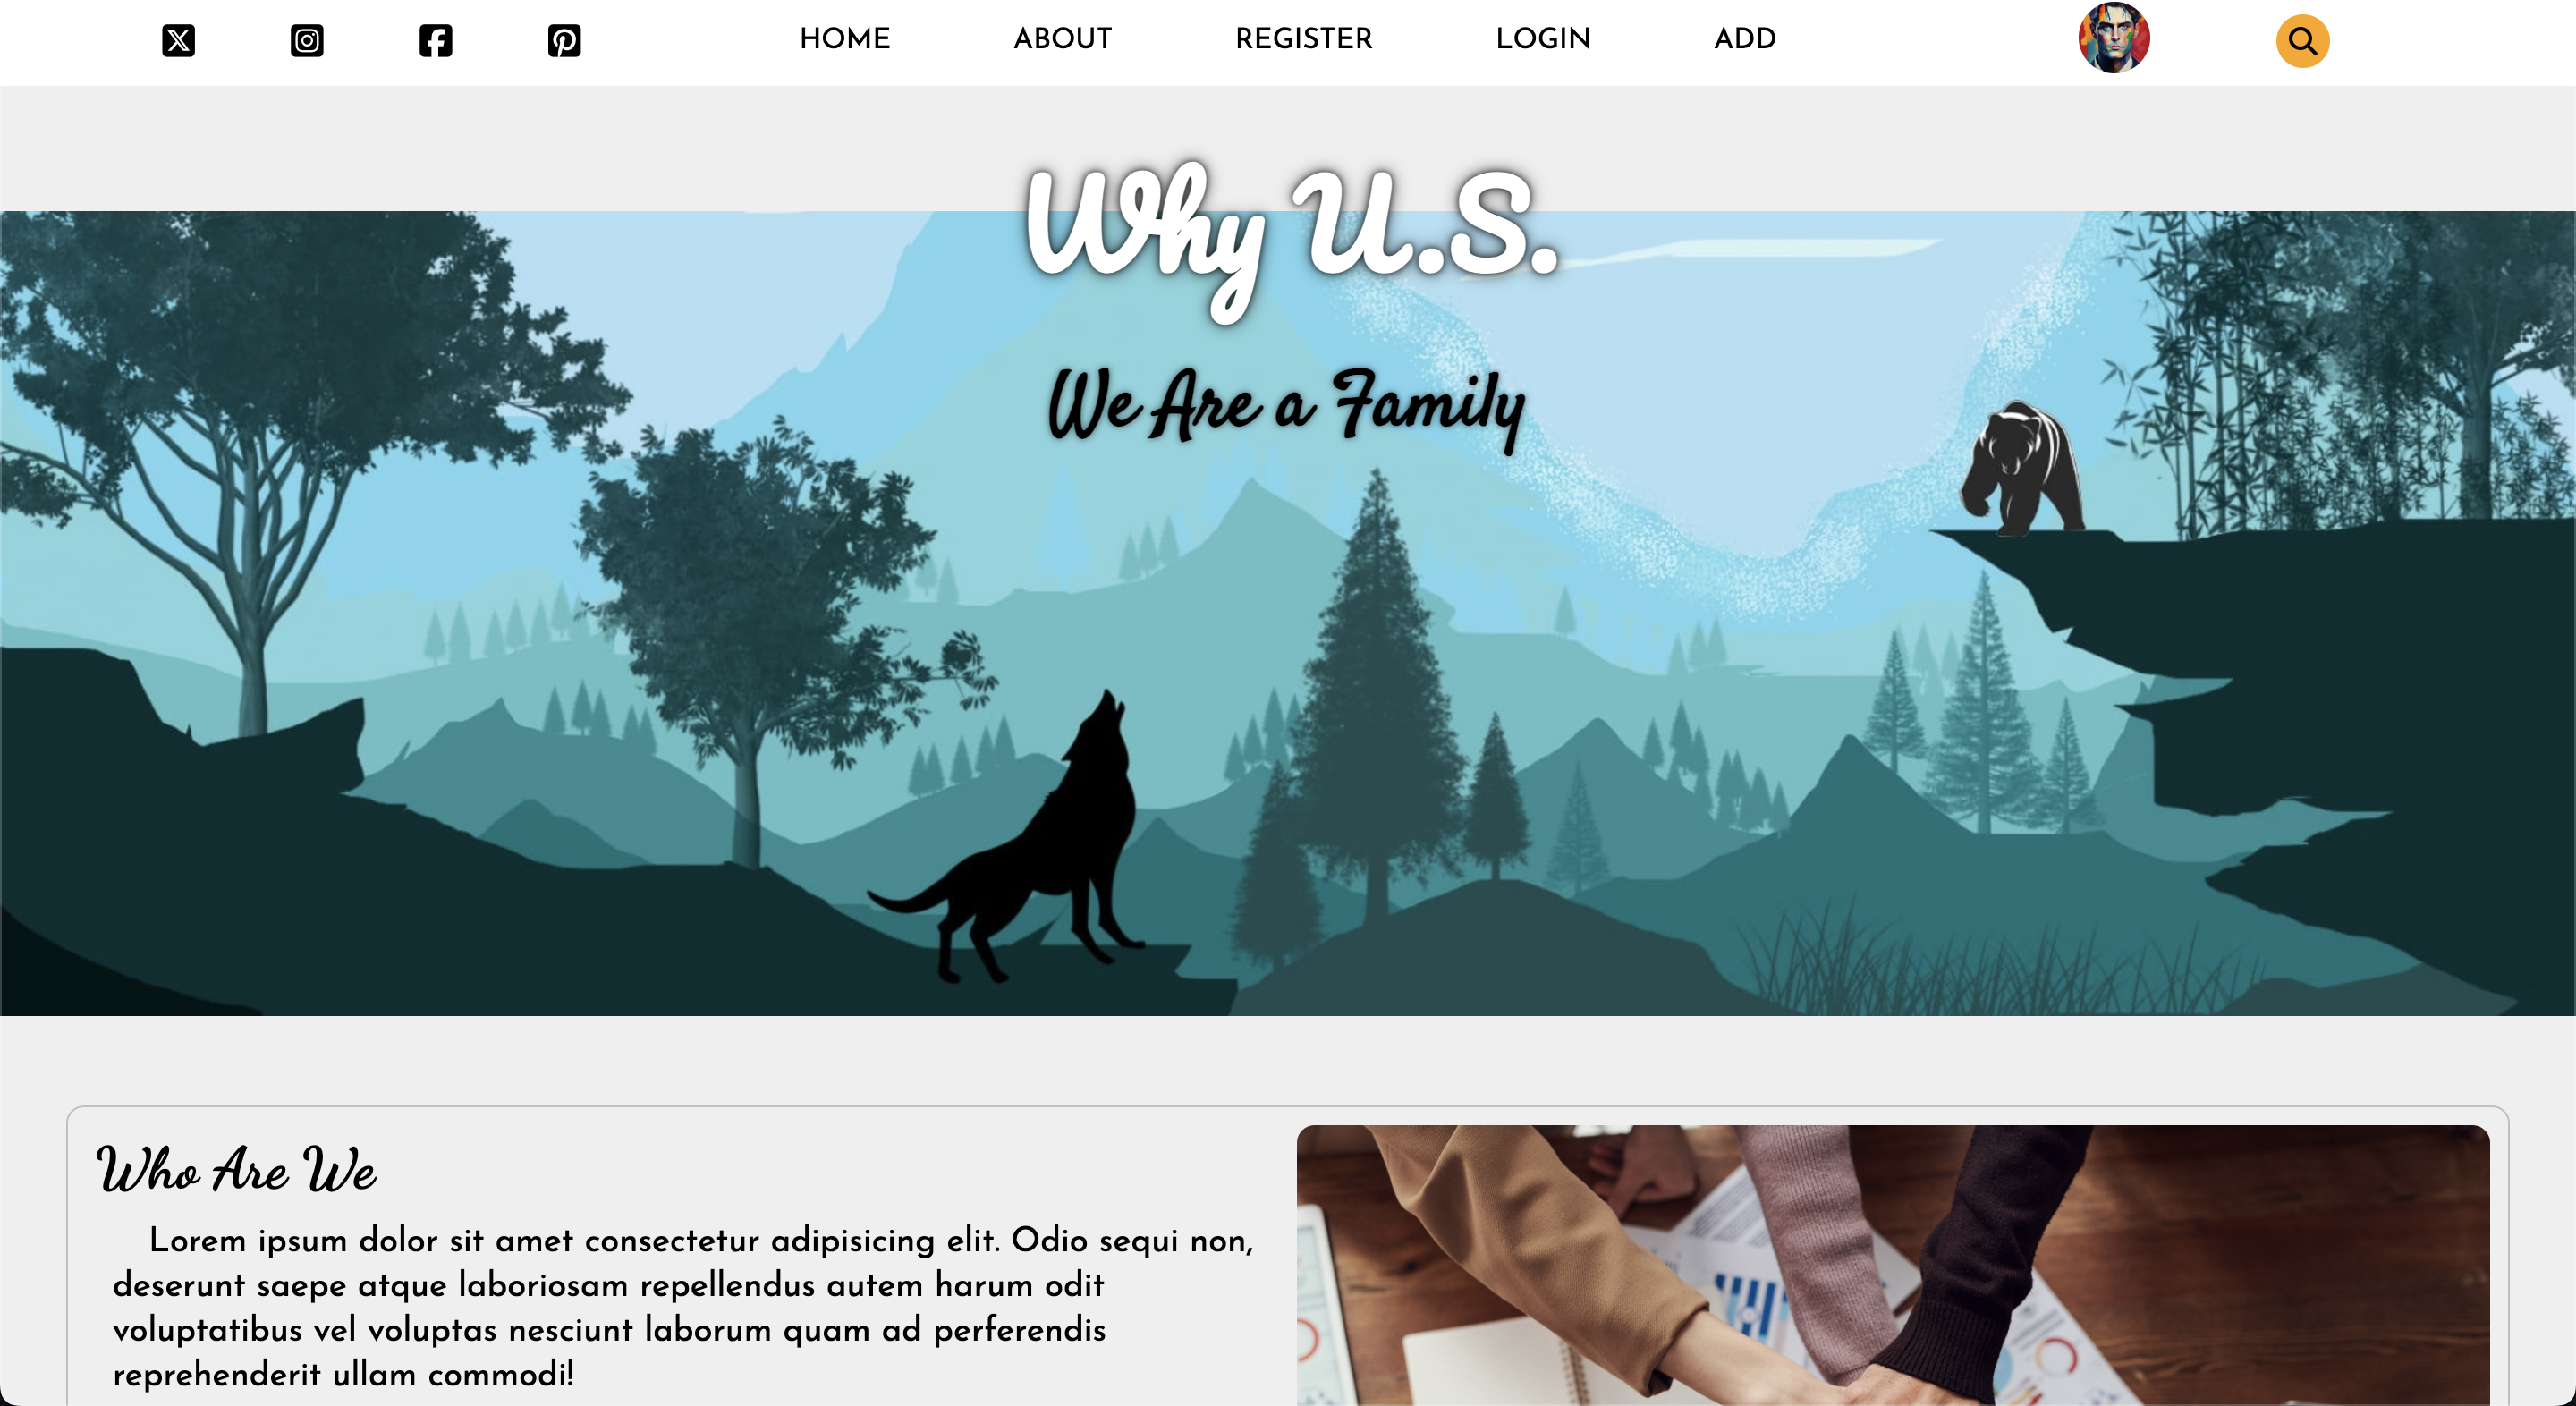 HOME ABOUT REGISTER LOGIN ADD
Why U.S.
We Are a Family
Who Are We
Lorem ipsum dolor sit amet consectetur adipisicing elit. Odio sequi non,
deserunt saepe atque laboriosam repellendus autem harum odit
voluptatibus vel voluptas nesciunt laborum quam ad perferendis
reprehenderit ullam commodi!